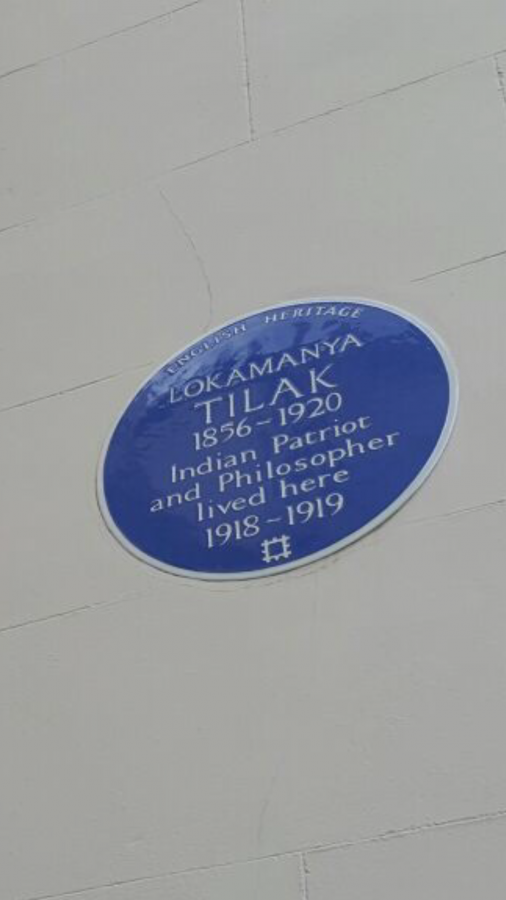 ENGLISH HERITAGE
LOKAMANYA
TILAK
1856-1920
Indian Patriot
and Philosopher
lived here
1918-1919